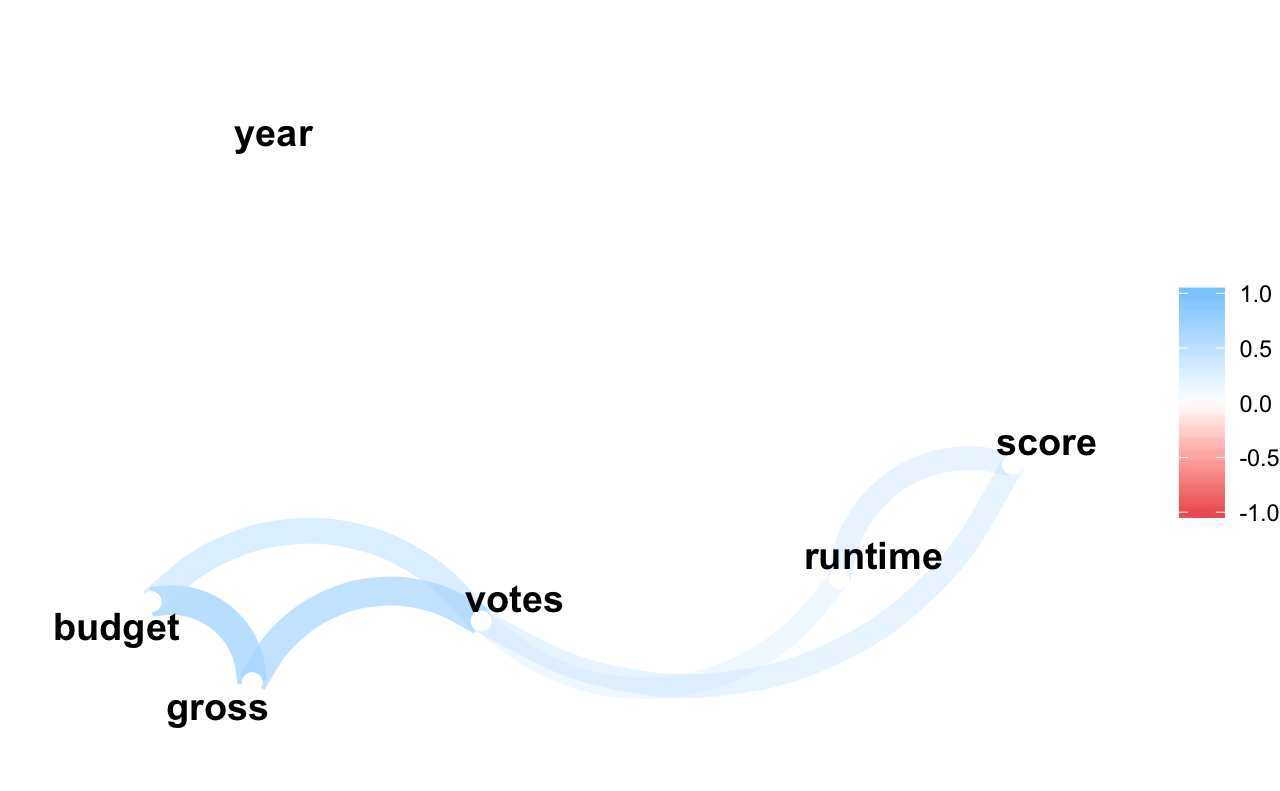 year
score
runtime
votes
budget
gross
1.0
0.5
0.0
-0.5
-1.0